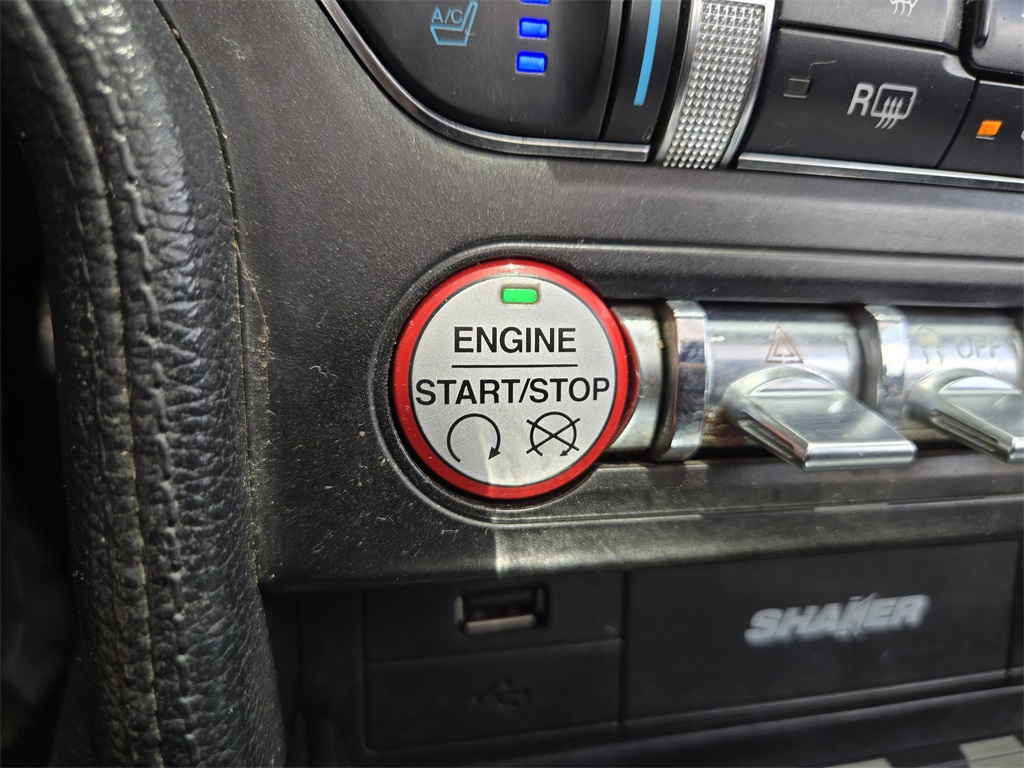 A/C
R
ENGINE
START/STOP
OFF
SHAKER